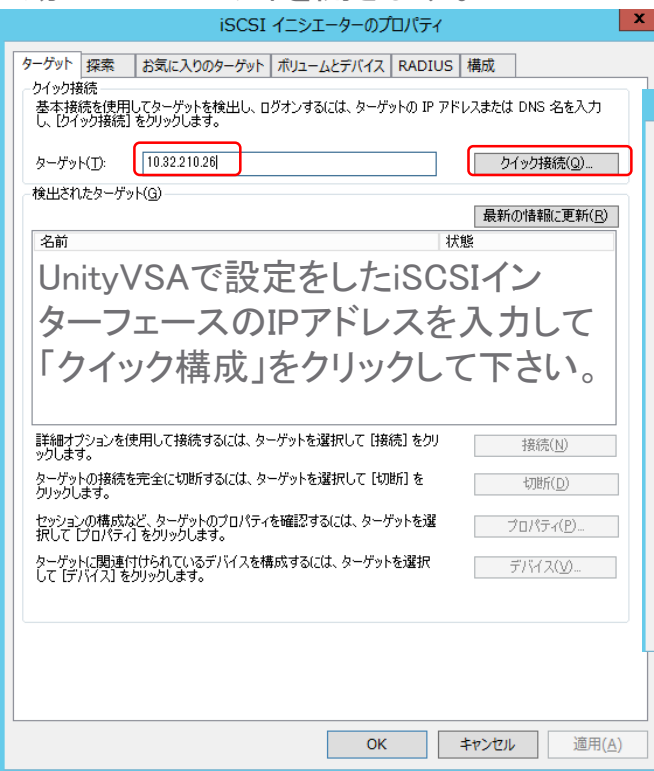 iSCSI イニシエーターのプロパティ
x
ターゲット 探索 お気に入りのターゲット ボリュームとデバイス RADIUS 構成
クイック接続
基本接続を使用してターゲットを検出し、ログオンするには、ターゲットの IP アドレスまたは DNS 名を入力
し、[クイック接続] をクリックします。
ターゲット(T): 10.32.210.26 クイック接続(Q)...
検出されたターゲット(G)
最新の情報に更新(R)
名前 状態
UnityVSAで設定をしたiSCSIイン
ターフェースのIPアドレスを入力して
「クイック構成」をクリックして下さい。
詳細オプションを使用して接続するには、ターゲットを選択して [接続] をクリ
ックします。
接続(N)
ターゲットの接続を完全に切断するには、ターゲットを選択して [切断] を
クリックします。
切断(D)
セッションの構成など、ターゲットのプロパティを確認するには、ターゲットを選
択して [プロパティ] をクリックします。
プロパティ(P)...
ターゲットに関連付けられているデバイスを構成するには、ターゲットを選択
して [デバイス] をクリックします。
デバイス(V)...
OK キャンセル 適用(A)